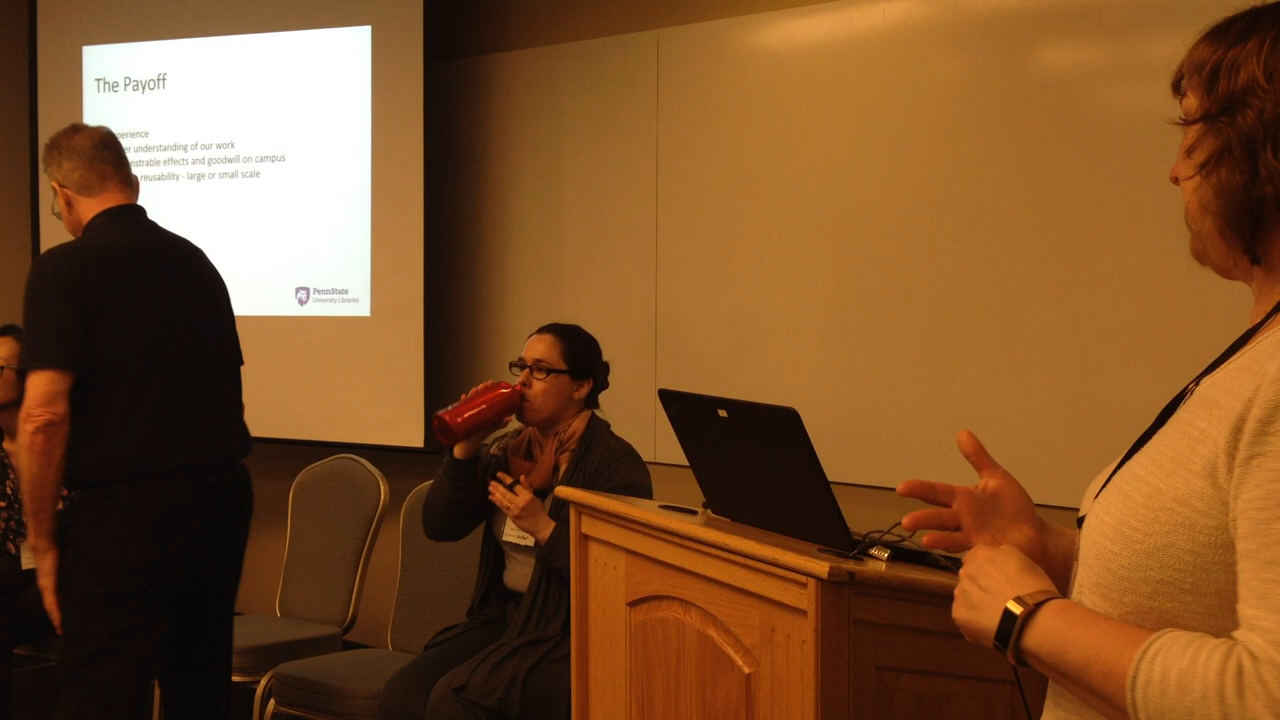 The Payoff
perience
er understanding of our work
nstrable effects and goodwill on campus
reusability - large or small scale
PennState
University Libraries